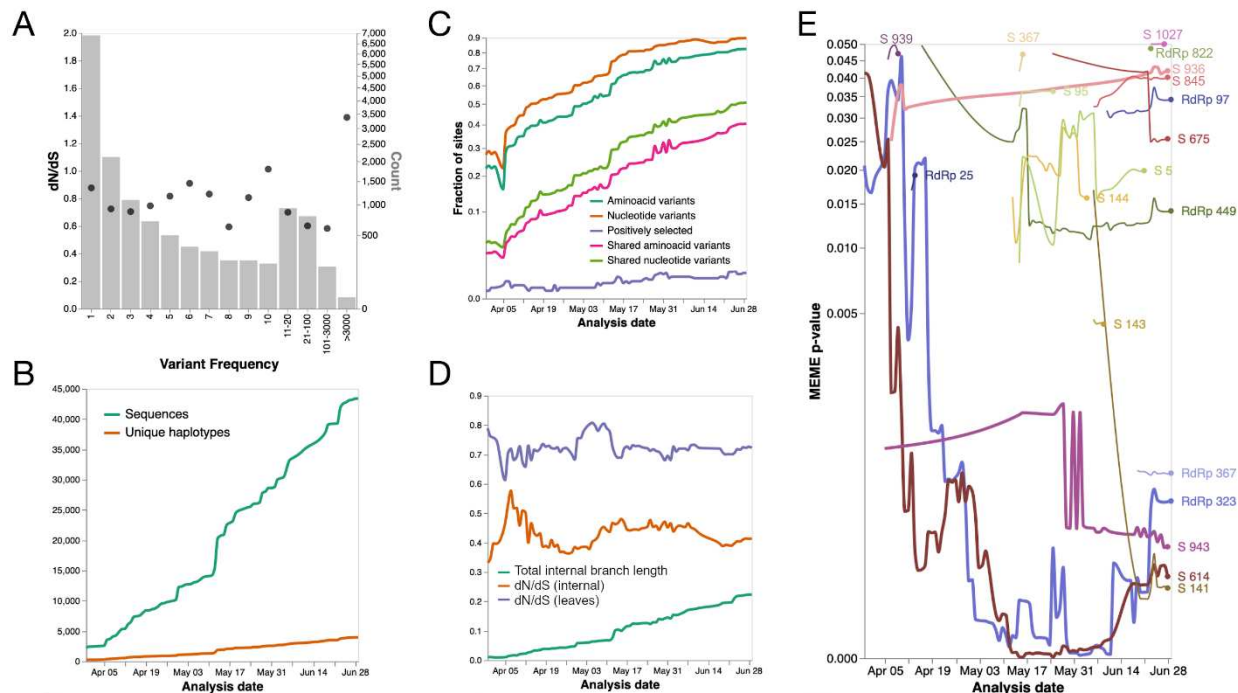 A
2.0
1.8
1.6
1.4
1.2
1.0
0.8
0.6
0.4
0.2
0.0
dN/dS
7,000
6,000
5,000
4,500
4,000
3,500
3,000
2,500
2,000
1,500
1,000
500
0
Count
1
2
3
4
5
6
7
8
9
10
11-20
21-100
101-3000
>3000
Variant Frequency
B
45,000
40,000
35,000
30,000
25,000
20,000
15,000
10,000
5,000
0
Sequences
Unique haplotypes
Apr 05 Apr 19 May 03 May 17 May 31 Jun 14 Jun 28
Analysis date
C
0.9
0.9
0.8
0.7
0.6
0.5
0.4
0.3
0.2
0.1
0.0
Fraction of sites
Aminoacid variants
Nucleotide variants
Positively selected
Shared aminoacid variants
Shared nucleotide variants
Apr 05 Apr 19 May 03 May 17 May 31 Jun 14 Jun 28
Analysis date
D
0.9
0.8
0.7
0.6
0.5
0.4
0.3
0.2
0.1
0.0
Total internal branch length
dN/dS (internal)
dN/dS (leaves)
Apr 05 Apr 19 May 03 May 17 May 31 Jun 14 Jun 28
Analysis date
E
0.050
0.045
0.040
0.035
0.030
0.025
0.020
0.015
0.010
0.005
0.000
MEME p-value
S 939
S 367
S 1027
RdRp 822
S 936
S 845
S 95
RdRp 97
S 675
RdRp 25
S 5
S 144
RdRp 449
S 143
RdRp 367
RdRp 323
S 943
S 614
S 141
Apr 05 Apr 19 May 03 May 17 May 31 Jun 14 Jun 28
Analysis date